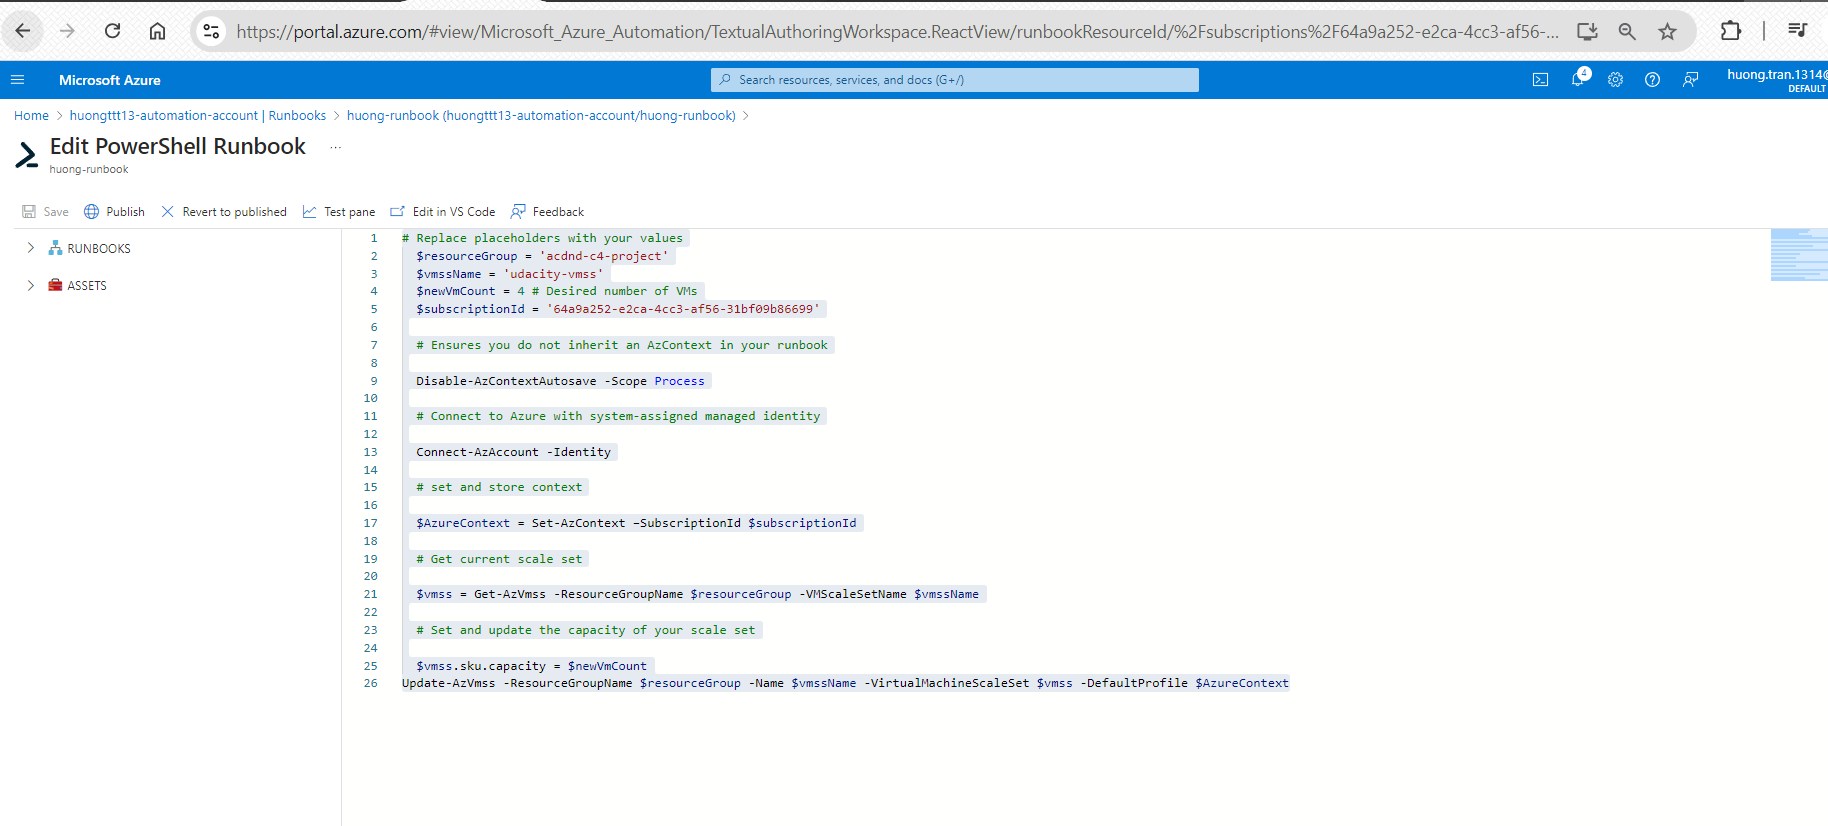 https://portal.azure.com/#view/Microsoft_Azure_Automation/TextualAuthoringWorkspace.ReactView/runbookResourceId/%2Fsubscriptions%2F64a9a252-e2ca-4cc3-af56-...
Microsoft Azure
Search resources, services, and docs (G+/)
4
huong.tran.1314@
DEFAULT
Home > huongttt13-automation-account | Runbooks > huong-runbook (huongttt13-automation-account/huong-runbook) >
Edit PowerShell Runbook ...
huong-runbook
Save Publish Revert to published Test pane Edit in VS Code Feedback
RUNBOOKS
ASSETS
1 # Replace placeholders with your values
2 $resourceGroup = 'acdnd-c4-project'
3 $vmssName = 'udacity-vmss'
4 $newVmCount = 4 # Desired number of VMs
5 $subscriptionId = '64a9a252-e2ca-4cc3-af56-31bf09b86699'
6
7 # Ensures you do not inherit an AzContext in your runbook
8
9 Disable-AzContextAutosave -Scope Process
10
11 # Connect to Azure with system-assigned managed identity
12
13 Connect-AzAccount -Identity
14
15 # set and store context
16
17 $AzureContext = Set-AzContext –SubscriptionId $subscriptionId
18
19 # Get current scale set
20
21 $vmss = Get-AzVmss -ResourceGroupName $resourceGroup -VMScaleSetName $vmssName
22
23 # Set and update the capacity of your scale set
24
25 $vmss.sku.capacity = $newVmCount
26 Update-AzVmss -ResourceGroupName $resourceGroup -Name $vmssName -VirtualMachineScaleSet $vmss -DefaultProfile $AzureContext